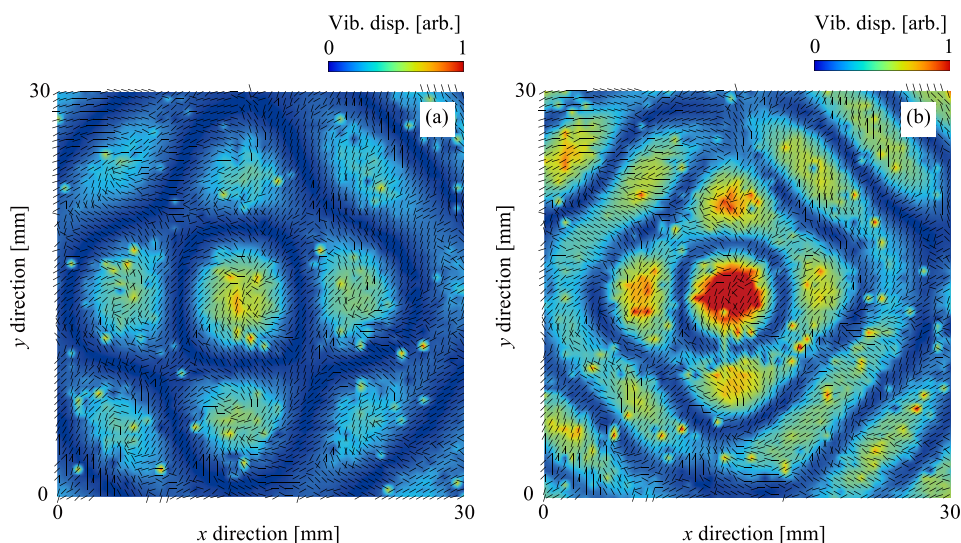 Vib. disp. [arb.]
0 1
30
(a)
y direction [mm]
0
0 30
x direction [mm]
Vib. disp. [arb.]
0 1
30
(b)
y direction [mm]
0
0 30
x direction [mm]